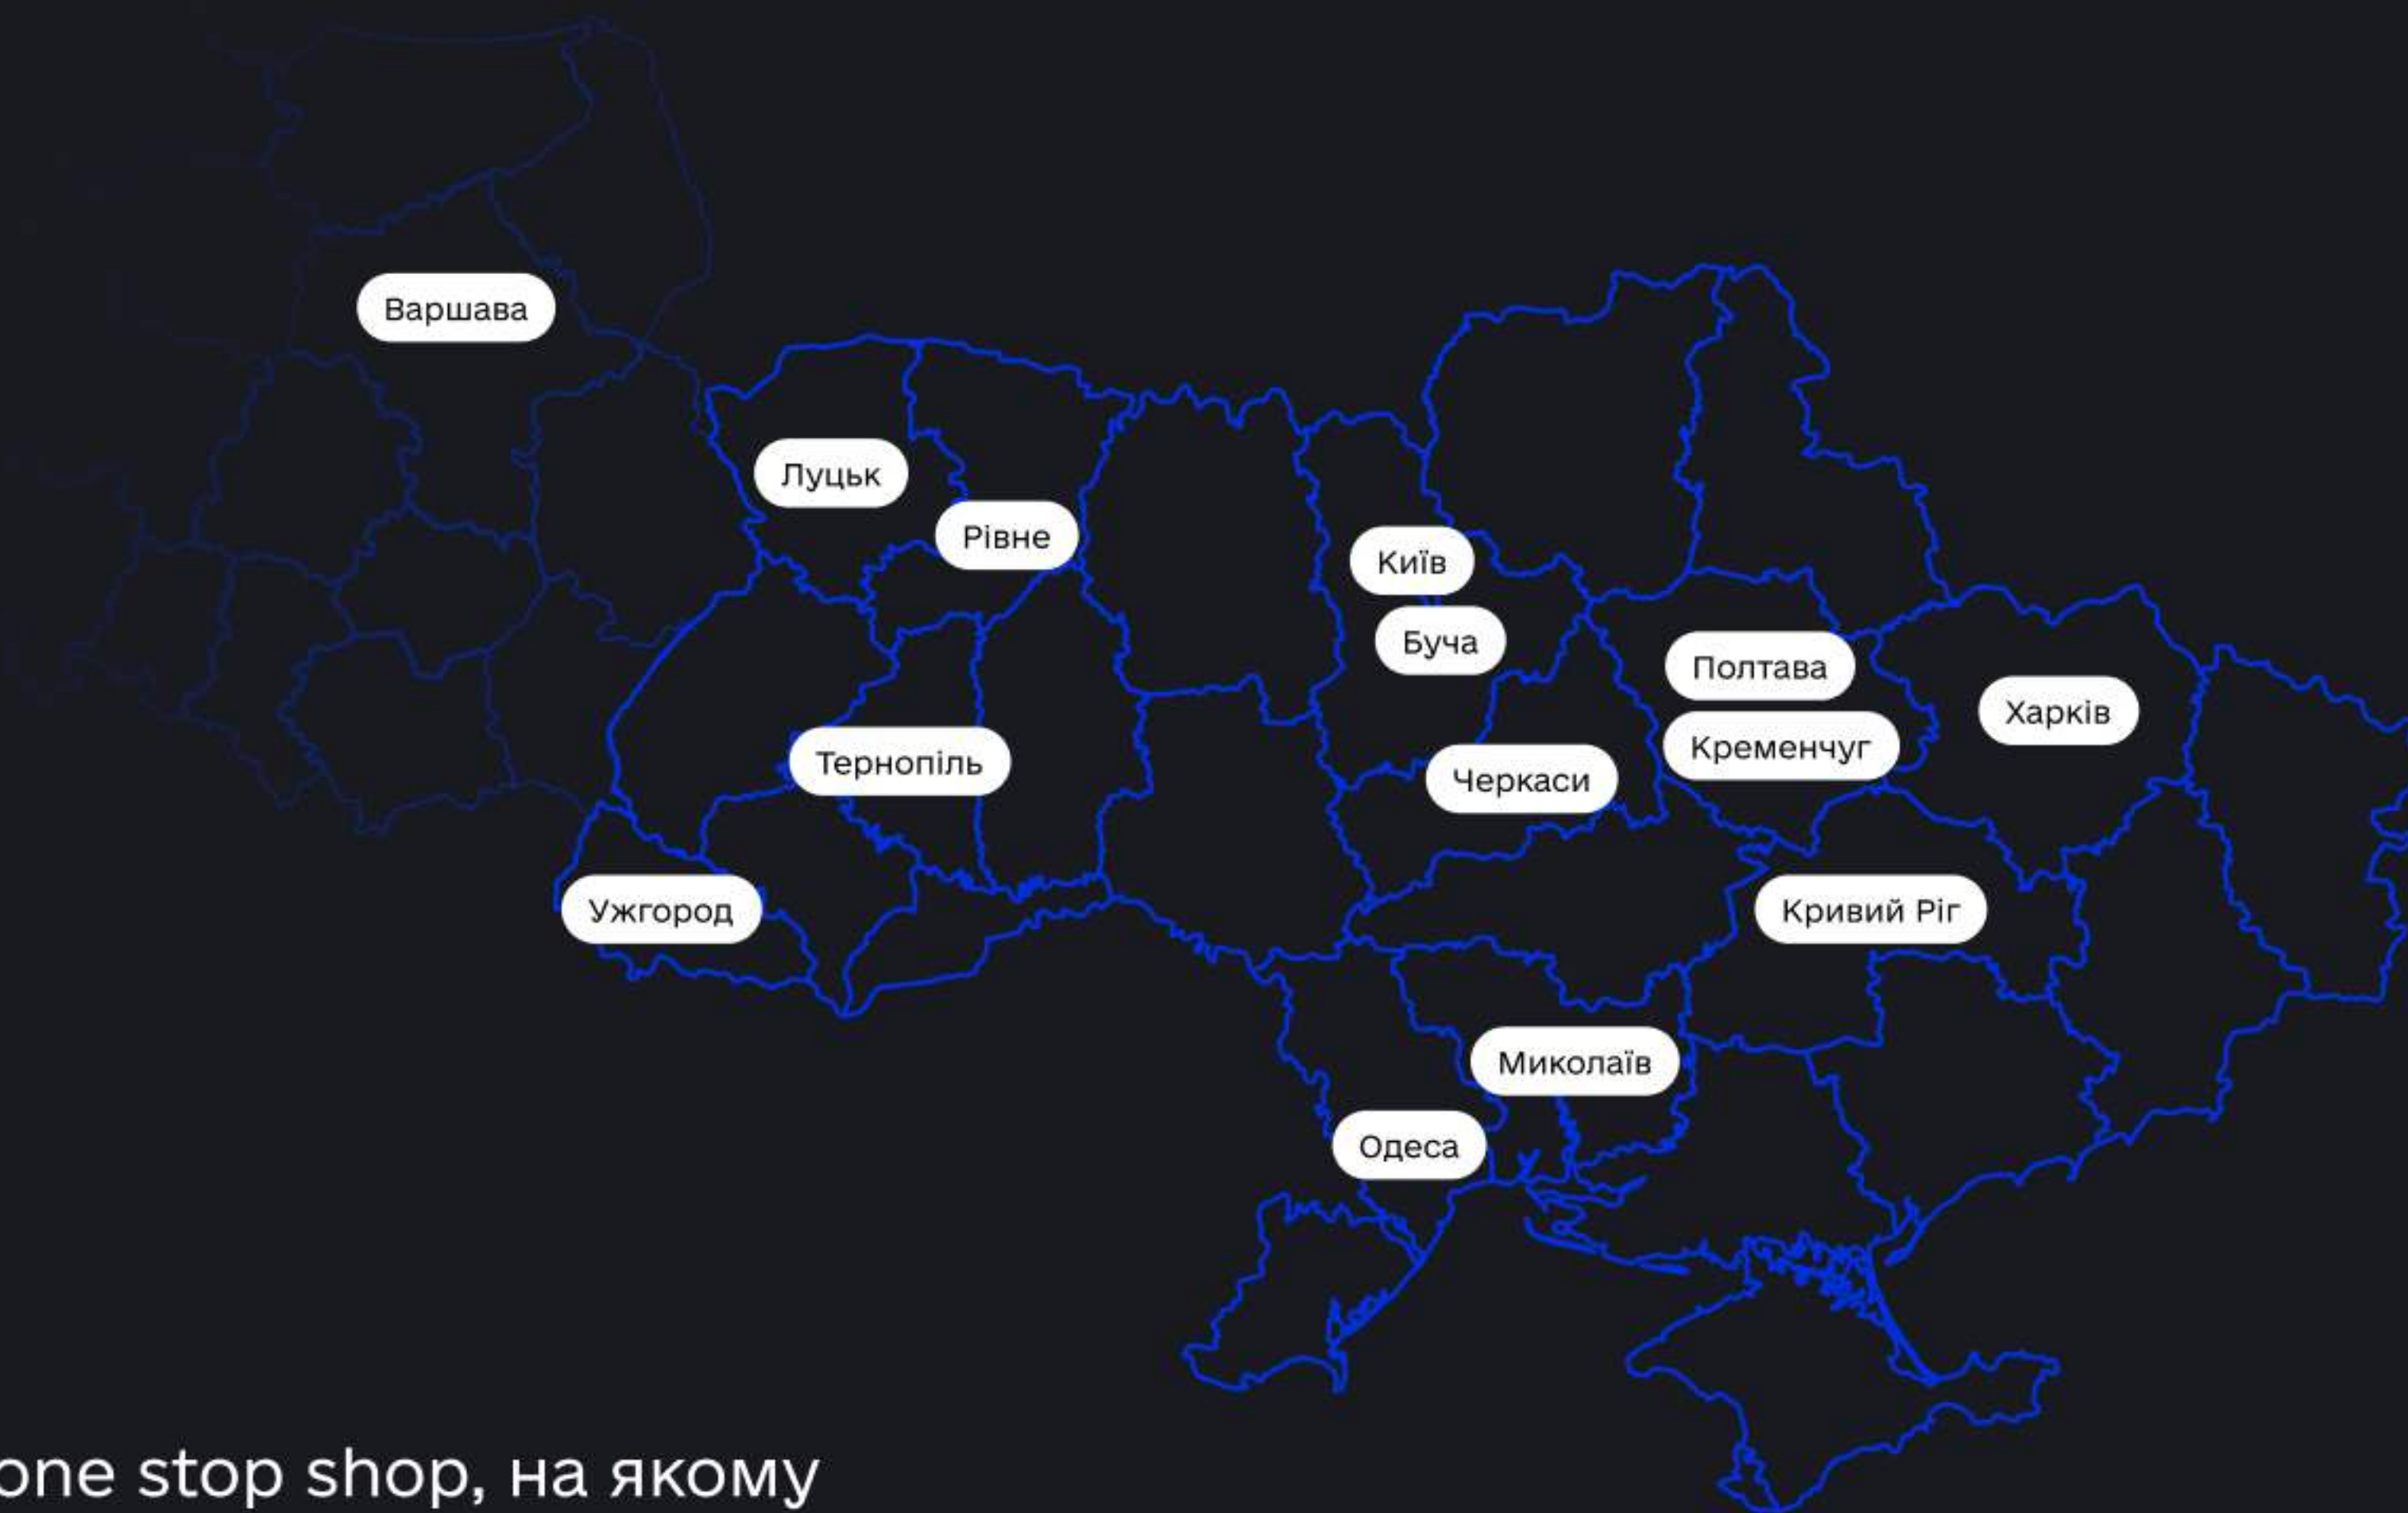 Варшава
Луцьк
Рівне
Київ
Буча
Полтава
Харків
Кременчуг
Тернопіль
Черкаси
Ужгород
Кривий Ріг
Миколаїв
Одеса
one stop shop, на якому